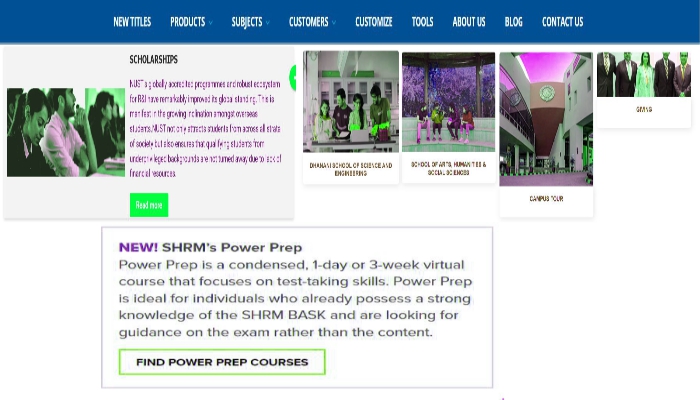 NEW TITLES PRODUCTS SUBJECTS CUSTOMERS CUSTOMIZE TOOLS ABOUT US BLOG CONTACT US
SCHOLARSHIPS
NUST's globally accredited programmes and robust ecosystem
for R&I have remarkably improved its global standing. This is
manifest in the growing inclination amongst overseas
students.NUST not only attracts students from across all strata
of society but also ensures that qualifying students from
underprivileged backgrounds are not turned away due to lack of
financial resources.
Read more
DHANANI SCHOOL OF SCIENCE AND
ENGINEERING
SCHOOL OF ARTS, HUMANITIES &
SOCIAL SCIENCES
CAMPUS TOUR
GIVING
NEW! SHRM's Power Prep
Power Prep is a condensed, 1-day or 3-week virtual
course that focuses on test-taking skills. Power Prep
is ideal for individuals who already possess a strong
knowledge of the SHRM BASK and are looking for
guidance on the exam rather than the content.
FIND POWER PREP COURSES